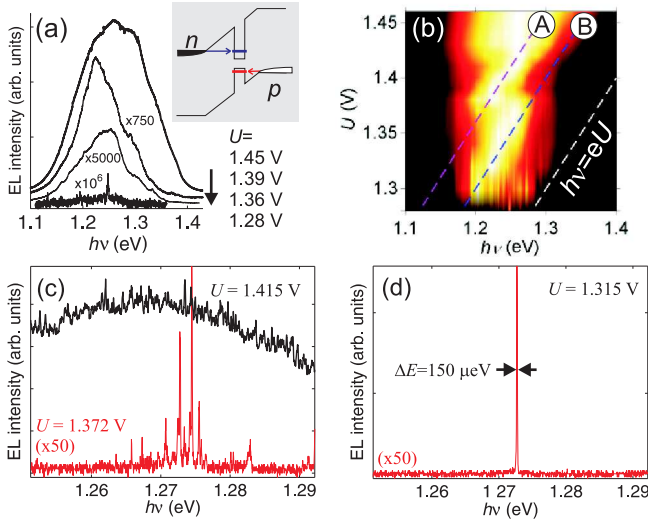 (a)
EL intensity (arb. units)
n
p
x750
x5000
x10⁶
U=
1.45 V
1.39 V
1.36 V
1.28 V
1.1 1.2 1.3 1.4
hν (eV)
(b)
A
B
U (V)
1.4
1.3
hν=eU
1.1 1.2 1.3 1.4
hν (eV)
(c)
EL intensity (arb. units)
U = 1.415 V
U = 1.372 V
(x50)
1.26 1.27 1.28 1.29
hν (eV)
(d)
EL intensity (arb. units)
U = 1.315 V
ΔE=150 µeV
(x50)
1.26 1.27 1.28 1.29
hν (eV)